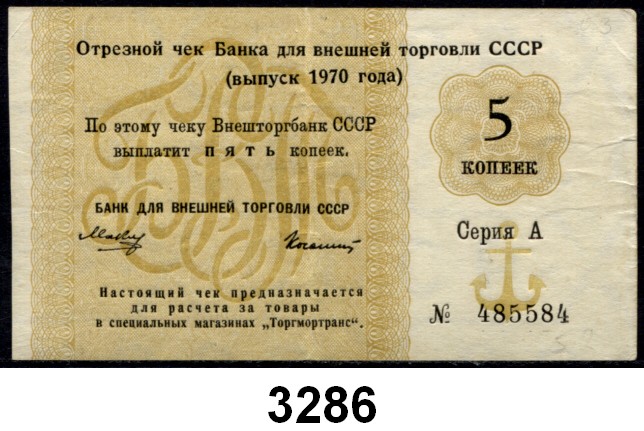 Отрезной чек Банка для внешней торговли СССР
(выпуск 1970 года)
По этому чеку Внешторгбанк СССР
выплатит пять копеек.
5
КОПЕЕК
БАНК ДЛЯ ВНЕШНЕЙ ТОРГОВЛИ СССР
Серия А
Настоящий чек предназначается
для расчета за товары
в специальных магазинах „Торгмортранс“.
№ 485584
3286